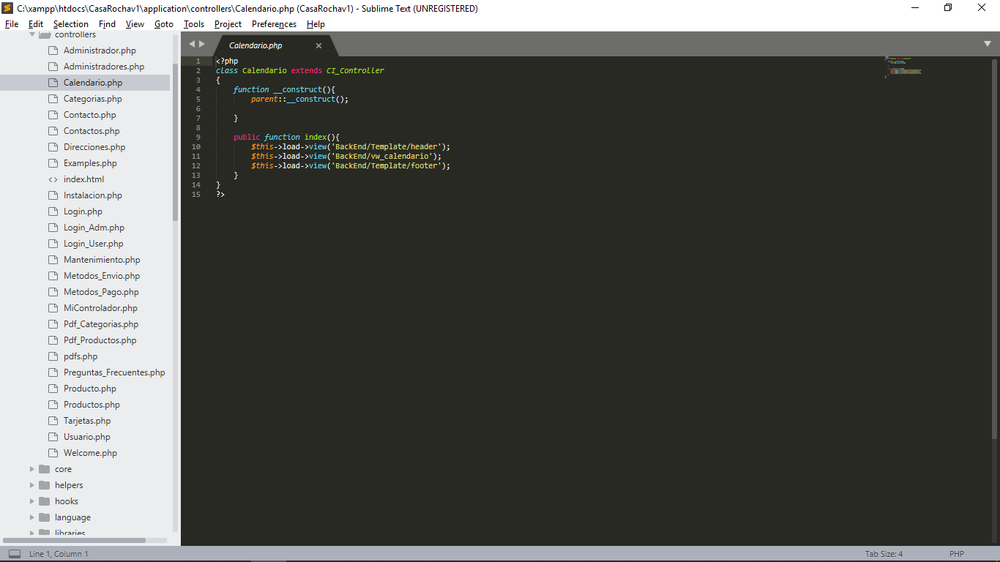 C:\xampp\htdocs\CasaRochav1\application\controllers\Calendario.php (CasaRochav1) - Sublime Text (UNREGISTERED)
File Edit Selection Find View Goto Tools Project Preferences Help
controllers
Administrador.php
Administradores.php
Calendario.php
Categorias.php
Contacto.php
Contactos.php
Direcciones.php
Examples.php
<> index.html
Instalacion.php
Login.php
Login_Adm.php
Login_User.php
Mantenimiento.php
Metodos_Envio.php
Metodos_Pago.php
MiControlador.php
Pdf_Categorias.php
Pdf_Productos.php
pdfs.php
Preguntas_Frecuentes.php
Producto.php
Productos.php
Tarjetas.php
Usuario.php
Welcome.php
core
helpers
hooks
language
libraries
Calendario.php
1 <?php
2 class Calendario extends CI_Controller
3 {
4 function __construct(){
5 parent::__construct();
6
7 }
8
9 public function index(){
10 $this->load->view('BackEnd/Template/header');
11 $this->load->view('BackEnd/vw_calendario');
12 $this->load->view('BackEnd/Template/footer');
13 }
14 }
15 ?>
Line 1, Column 1 Tab Size: 4 PHP